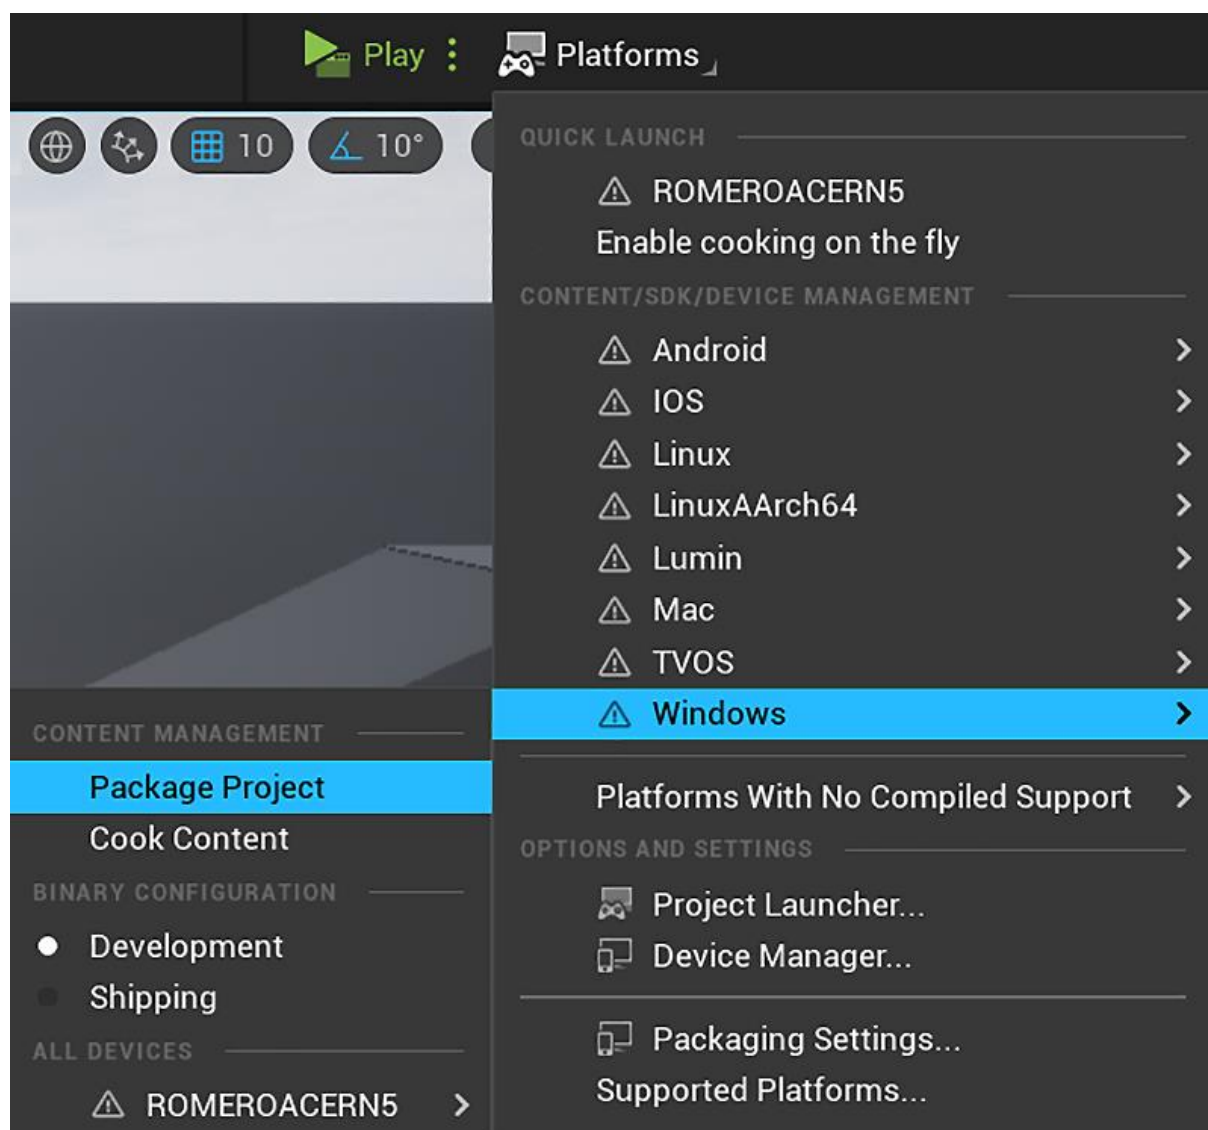 Play Platforms
10 10°
QUICK LAUNCH
ROMEROACERN5
Enable cooking on the fly
CONTENT/SDK/DEVICE MANAGEMENT
Android
IOS
Linux
LinuxAArch64
Lumin
Mac
TVOS
Windows
Platforms With No Compiled Support
OPTIONS AND SETTINGS
Project Launcher...
Device Manager...
Packaging Settings...
Supported Platforms...
CONTENT MANAGEMENT
Package Project
Cook Content
BINARY CONFIGURATION
Development
Shipping
ALL DEVICES
ROMEROACERN5